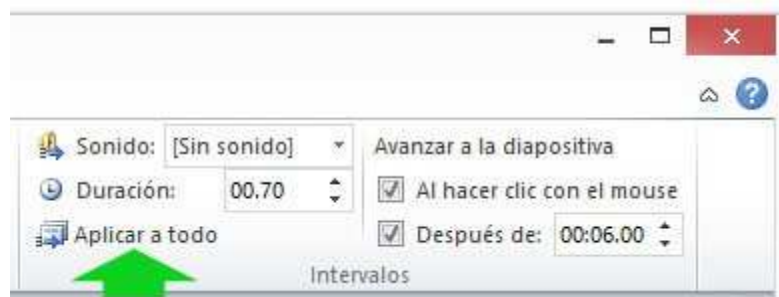 Sonido: [Sin sonido]
Duración: 00.70
Aplicar a todo
Avanzar a la diapositiva
Al hacer clic con el mouse
Después de: 00:06.00
Intervalos